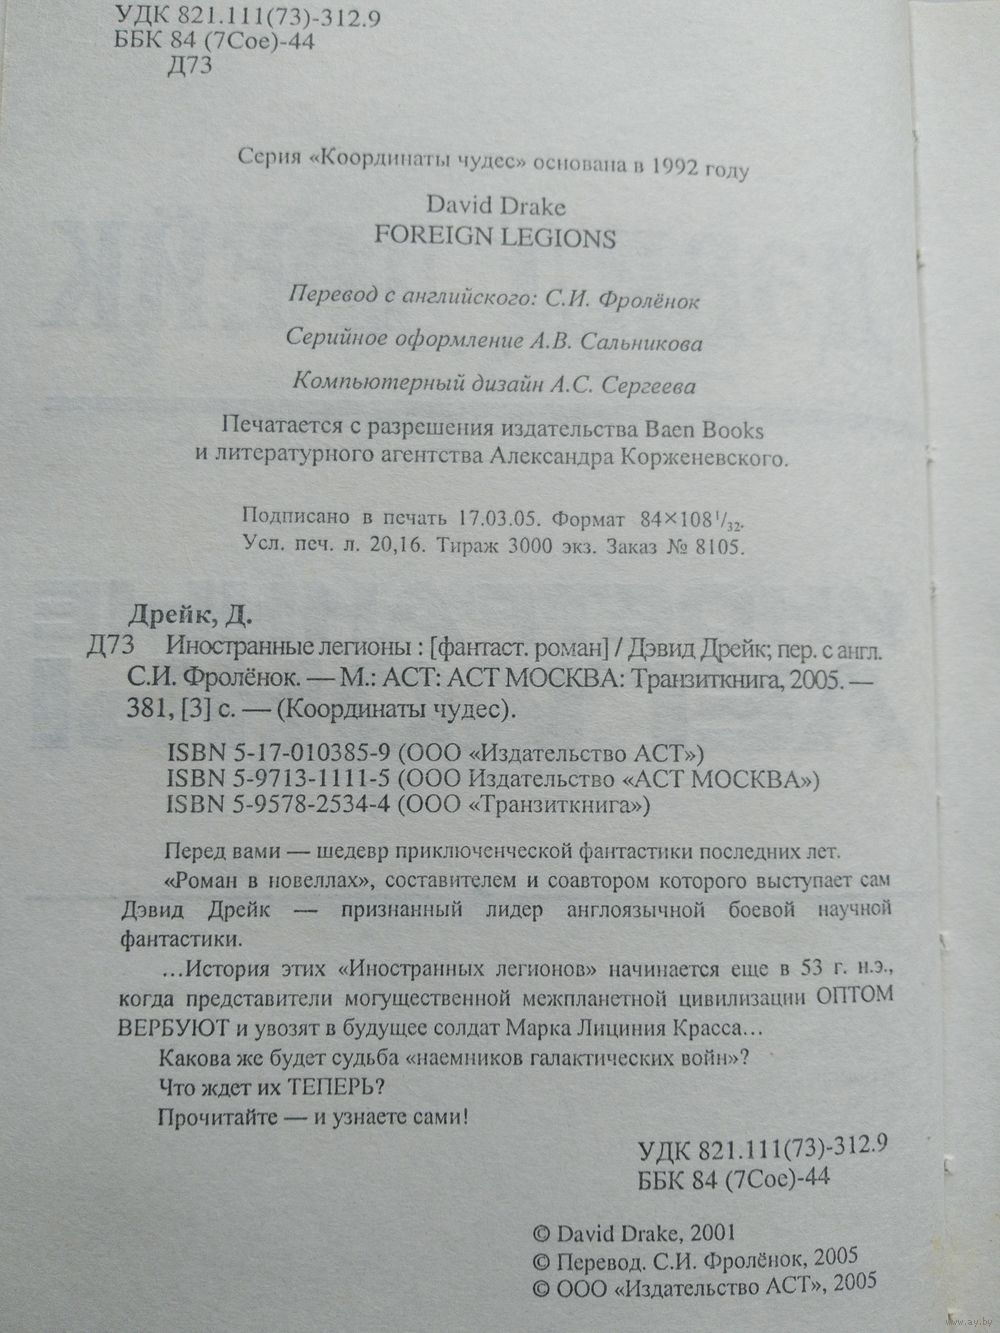 УДК 821.111(73)-312.9
ББК 84 (7Сое)-44
Д73
Серия «Координаты чудес» основана в 1992 году
David Drake
FOREIGN LEGIONS
Перевод с английского: С.И. Фролёнок
Серийное оформление А.В. Сальникова
Компьютерный дизайн А.С. Сергеева
Печатается с разрешения издательства Baen Books
и литературного агентства Александра Корженевского.
Подписано в печать 17.03.05. Формат 84×108 1/32.
Усл. печ. л. 20,16. Тираж 3000 экз. Заказ № 8105.
Дрейк, Д.
Д73 Иностранные легионы : [фантаст. роман] / Дэвид Дрейк; пер. с англ.
С.И. Фролёнок. — М.: АСТ: АСТ МОСКВА: Транзиткнига, 2005. —
381, [3] с. — (Координаты чудес).
ISBN 5-17-010385-9 (ООО «Издательство АСТ»)
ISBN 5-9713-1111-5 (ООО Издательство «АСТ МОСКВА»)
ISBN 5-9578-2534-4 (ООО «Транзиткнига»)
Перед вами — шедевр приключенческой фантастики последних лет.
«Роман в новеллах», составителем и соавтором которого выступает сам
Дэвид Дрейк — признанный лидер англоязычной боевой научной
фантастики.
...История этих «Иностранных легионов» начинается еще в 53 г. н.э.,
когда представители могущественной межпланетной цивилизации ОПТОМ
ВЕРБУЮТ и увозят в будущее солдат Марка Лициния Красса...
Какова же будет судьба «наемников галактических войн»?
Что ждет их ТЕПЕРЬ?
Прочитайте — и узнаете сами!
УДК 821.111(73)-312.9
ББК 84 (7Сое)-44
© David Drake, 2001
© Перевод. С.И. Фролёнок, 2005
© ООО «Издательство АСТ», 2005
www.ay.by